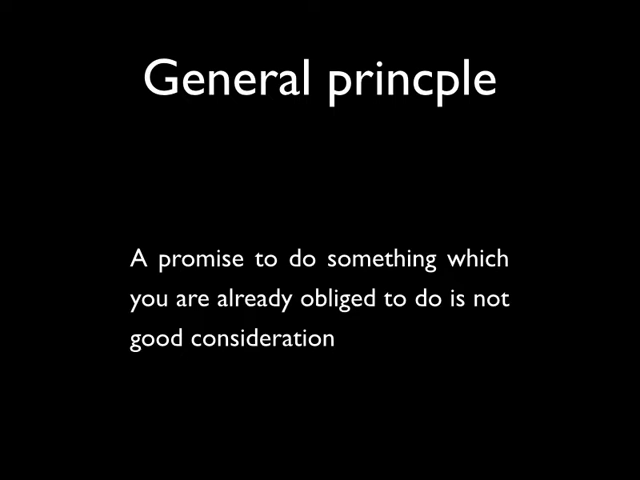 General princple
A promise to do something which
you are already obliged to do is not
good consideration